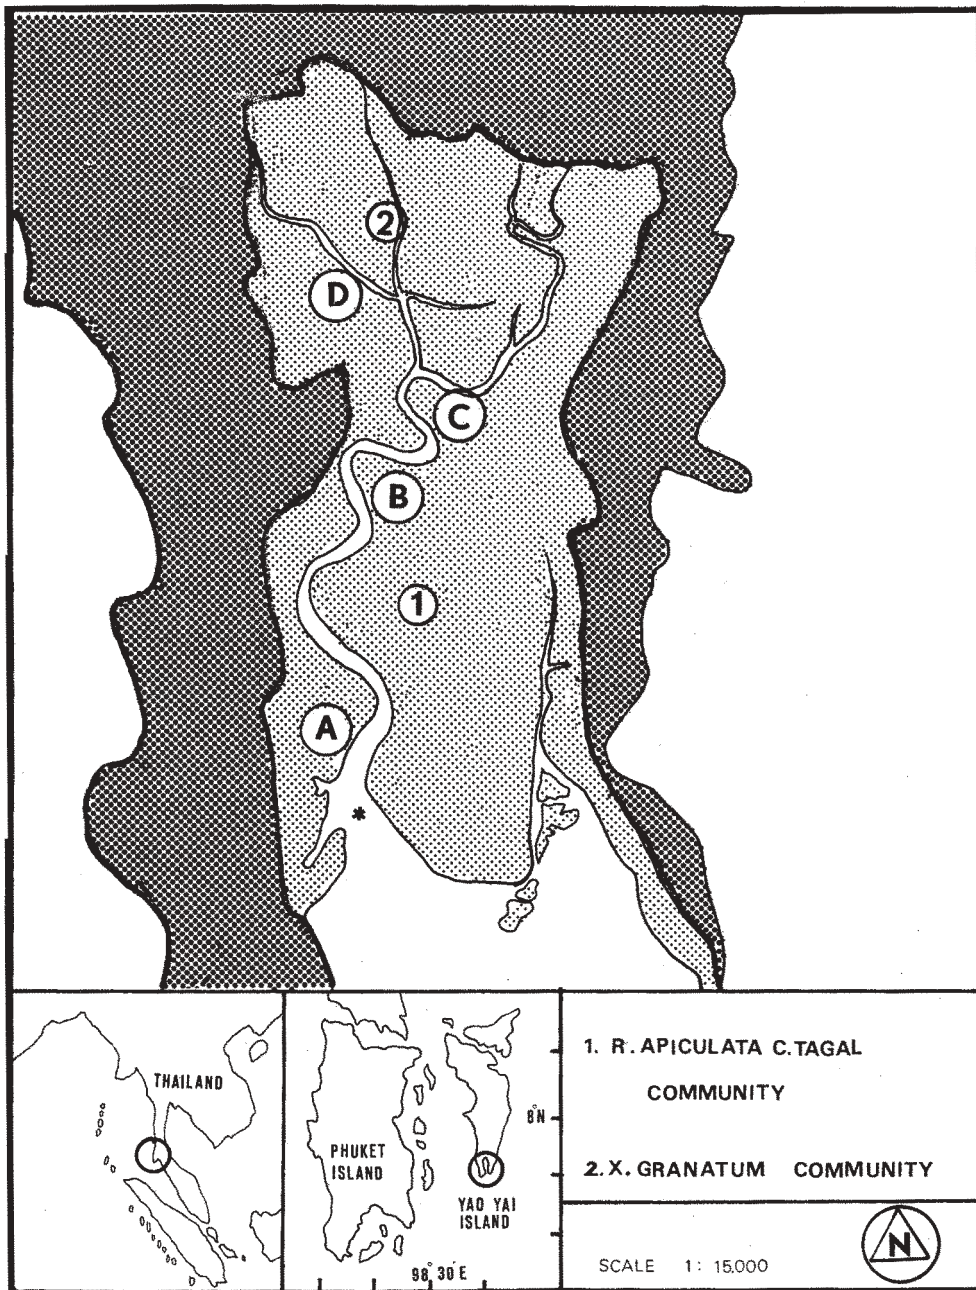 2
D
C
B
1
A
*
THAILAND
PHUKET
ISLAND
YAO YAI
ISLAND
8°N
98° 30'E
1. R. APICULATA C.TAGAL
COMMUNITY
2. X. GRANATUM COMMUNITY
SCALE 1: 15,000
N